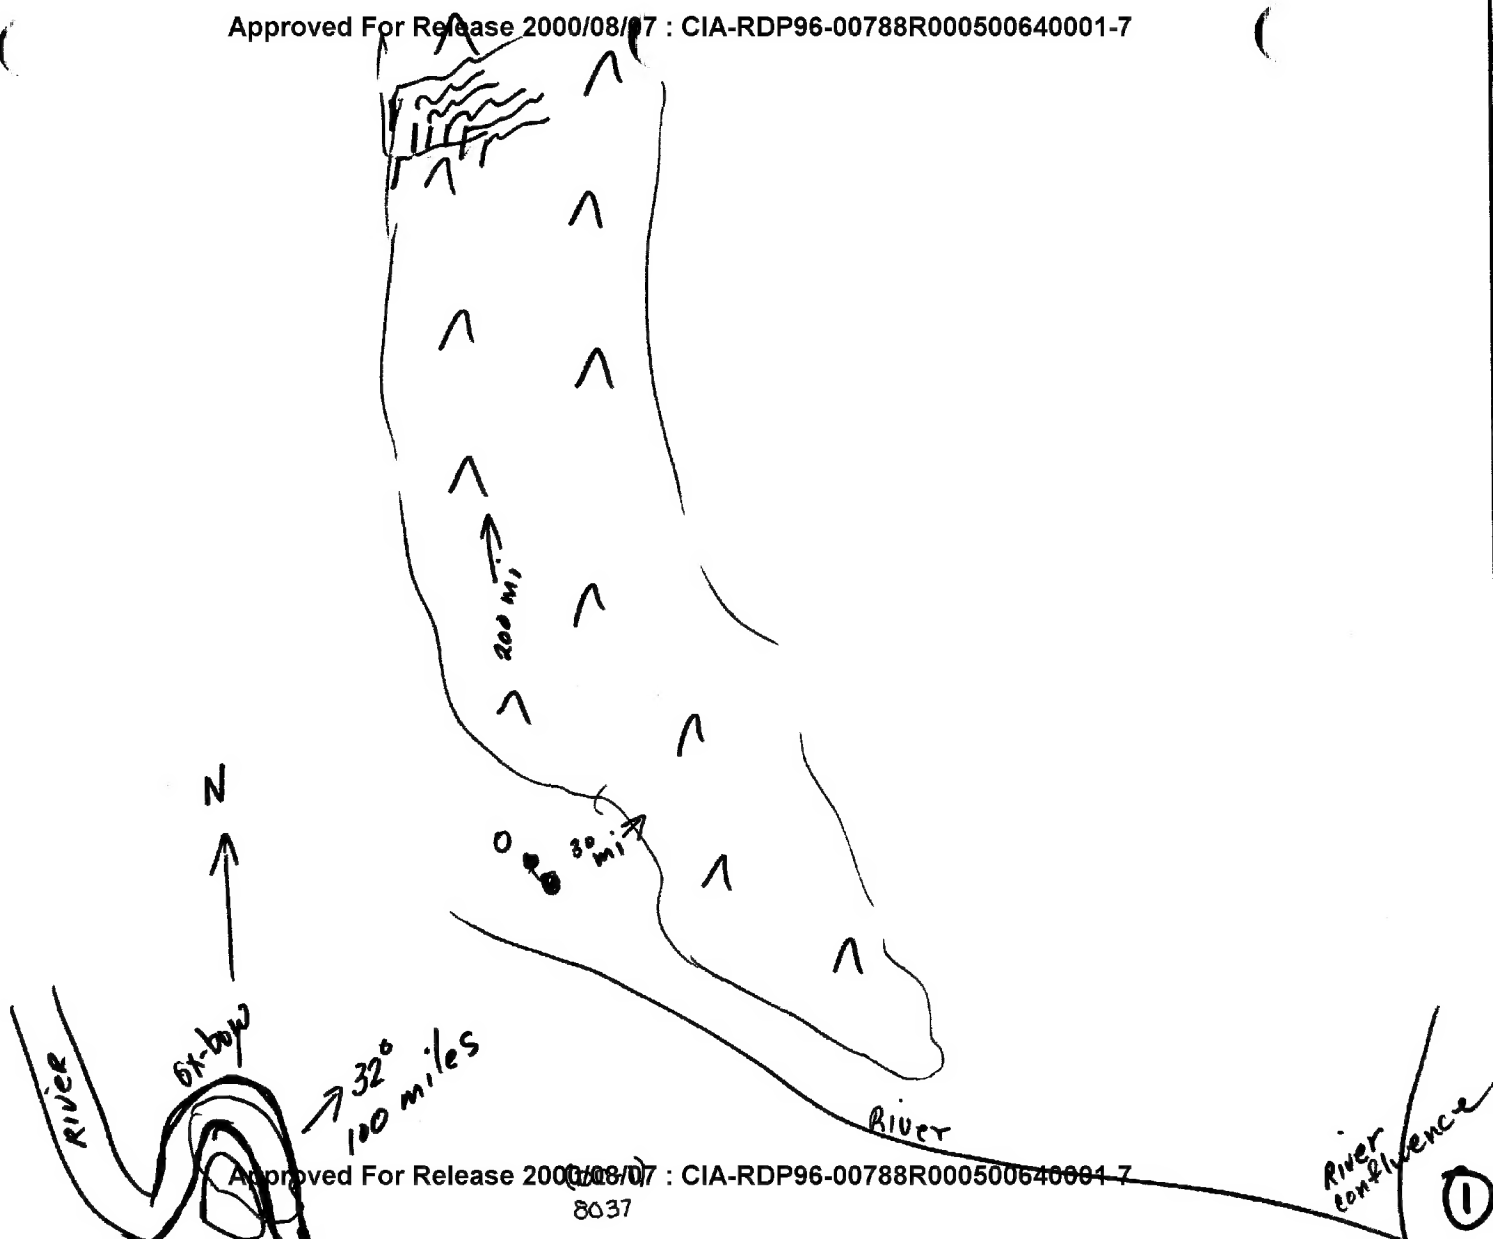 Approved For Release 2000/08/07 : CIA-RDP96-00788R000500640001-7
200 mi.
N
30
mi
OX-bow
RIVER
32°
100 miles
River
River
confluence
1
Approved For Release 2000/08/07 : CIA-RDP96-00788R000500640001-7
8037